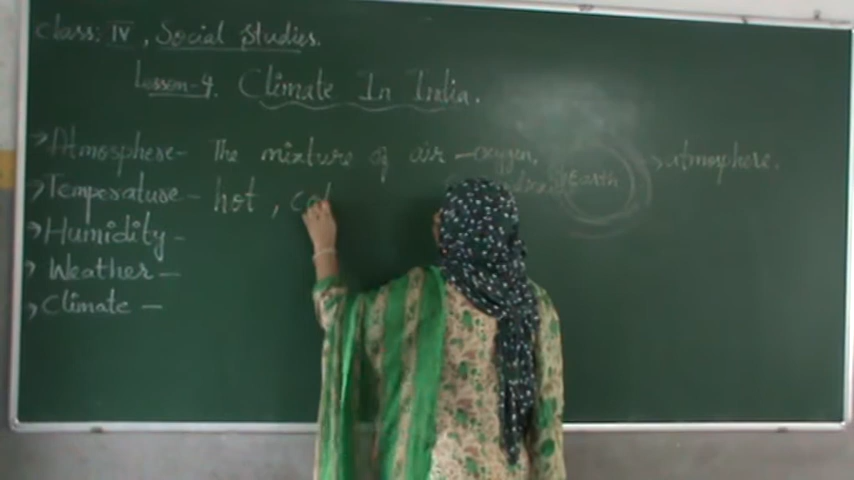 Class: IV, Social Studies.
Lesson-4. Climate In India.
→ Atmosphere - The mixture of air - oxygen,
Earth → atmosphere.
→ Temperature - hot, co
→ Humidity -
→ Weather -
→ Climate -